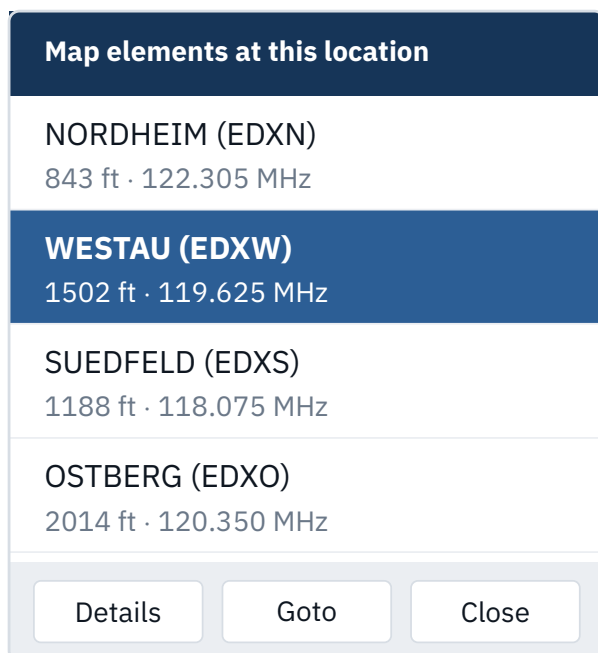 Map elements at this location
NORDHEIM (EDXN)
843 ft · 122.305 MHz
WESTAU (EDXW)
1502 ft · 119.625 MHz
SUEDFELD (EDXS)
1188 ft · 118.075 MHz
OSTBERG (EDXO)
2014 ft · 120.350 MHz
Details Goto Close